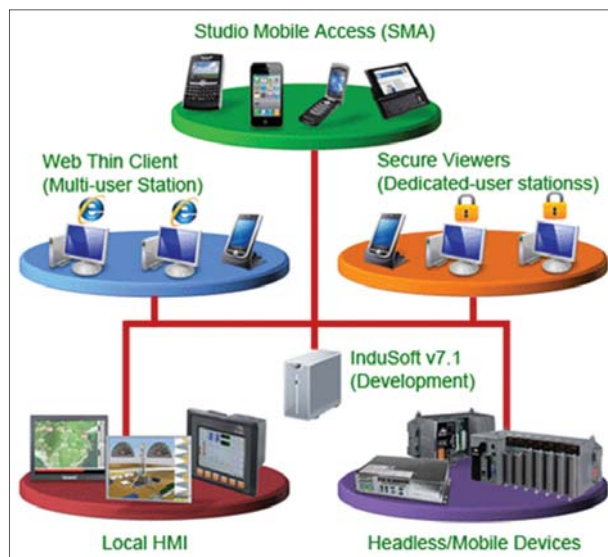 Studio Mobile Access (SMA)
Web Thin Client
(Multi-user Station)
Secure Viewers
(Dedicated-user stationss)
InduSoft v7.1
(Development)
Local HMI
Headless/Mobile Devices